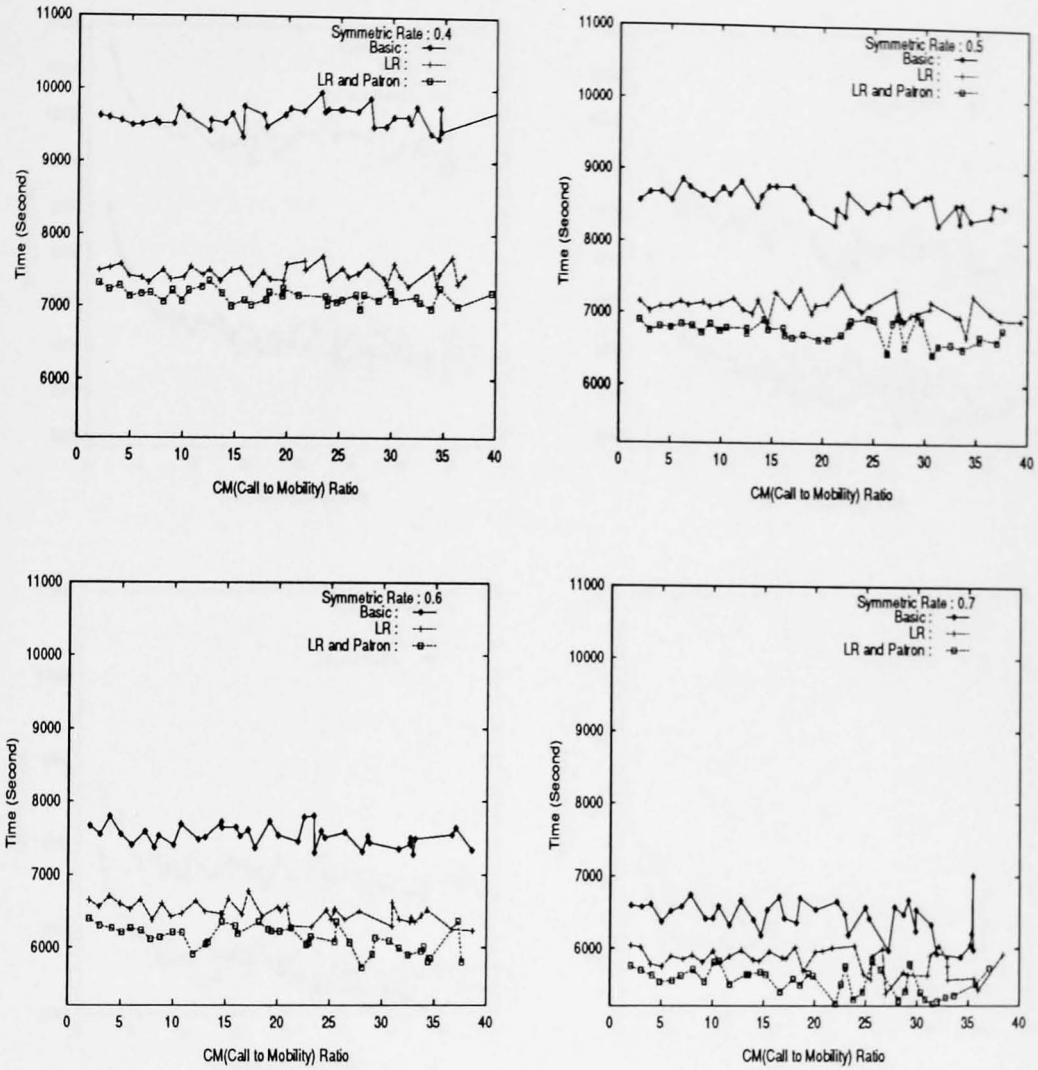 11000
10000
9000
8000
7000
6000
Time (Second)
Symmetric Rate : 0.4
Basic :
LR :
LR and Patron :
0 5 10 15 20 25 30 35 40
CM(Call to Mobility) Ratio
11000
10000
9000
8000
7000
6000
Time (Second)
Symmetric Rate : 0.5
Basic :
LR :
LR and Patron :
0 5 10 15 20 25 30 35 40
CM(Call to Mobility) Ratio
11000
10000
9000
8000
7000
6000
Time (Second)
Symmetric Rate : 0.6
Basic :
LR :
LR and Patron :
0 5 10 15 20 25 30 35 40
CM(Call to Mobility) Ratio
11000
10000
9000
8000
7000
6000
Time (Second)
Symmetric Rate : 0.7
Basic :
LR :
LR and Patron :
0 5 10 15 20 25 30 35 40
CM(Call to Mobility) Ratio